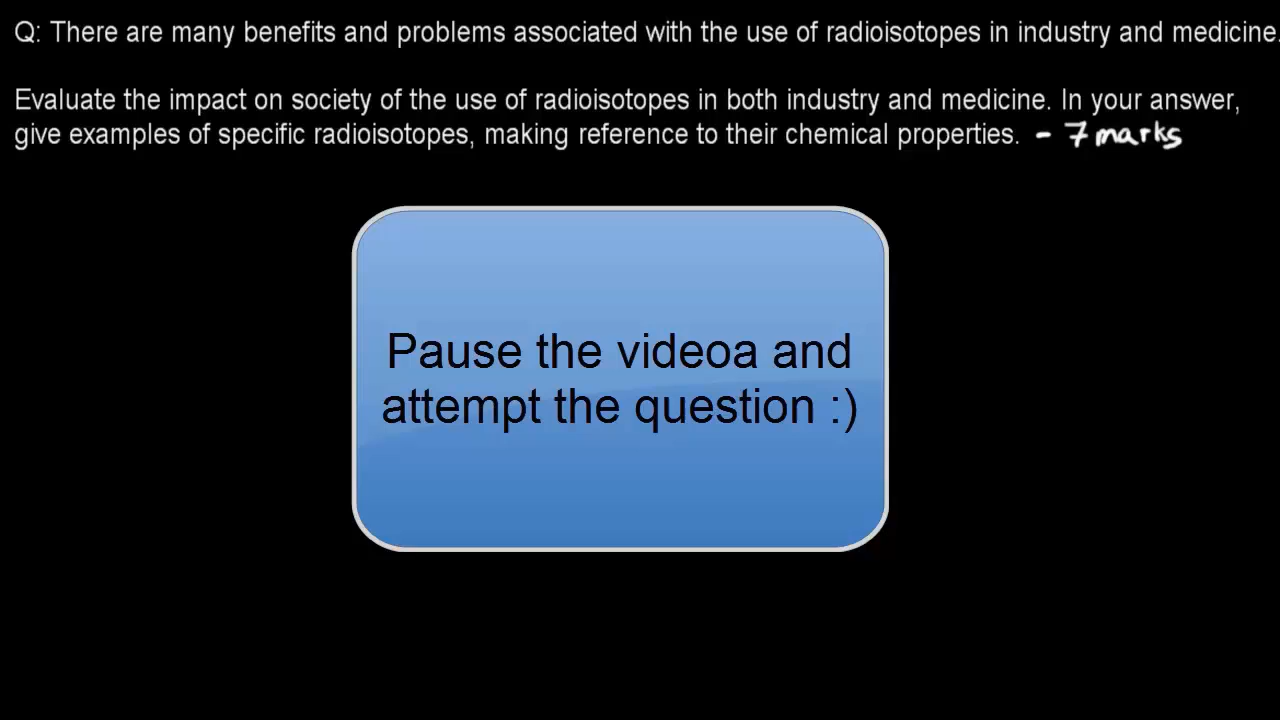 Q: There are many benefits and problems associated with the use of radioisotopes in industry and medicine.
Evaluate the impact on society of the use of radioisotopes in both industry and medicine. In your answer,
give examples of specific radioisotopes, making reference to their chemical properties. - 7 marks
Pause the videoa and
attempt the question :)